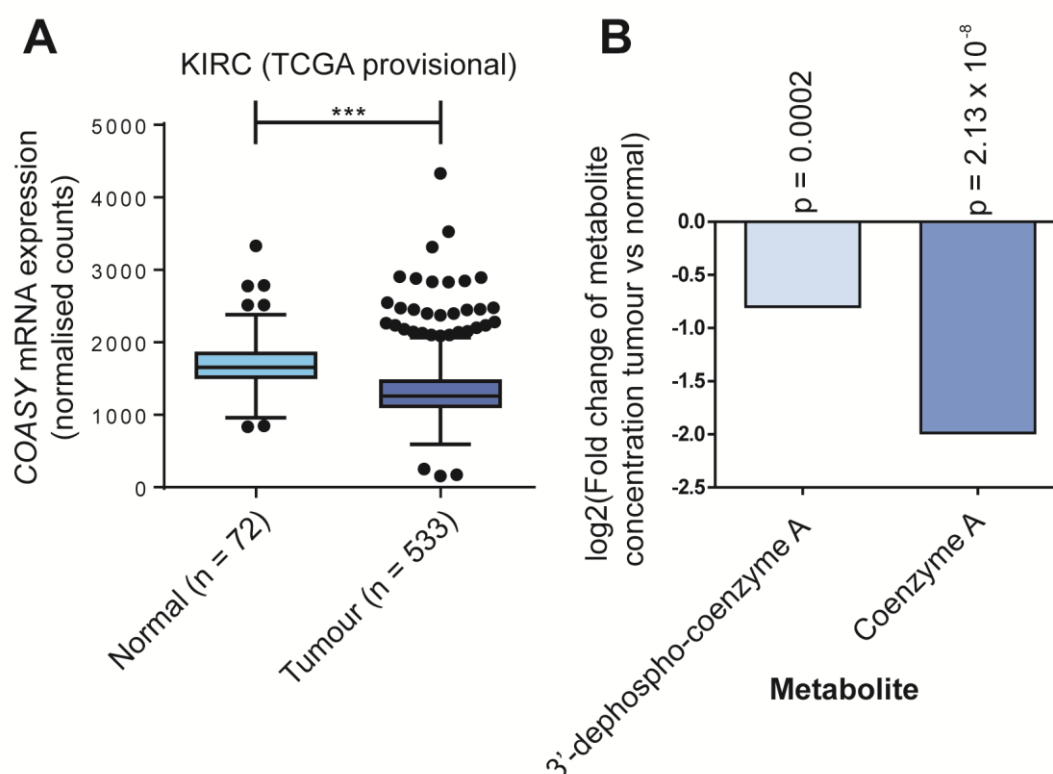 A
KIRC (TCGA provisional)
***
COASY mRNA expression
(normalised counts)
5000
4000
3000
2000
1000
0
Normal (n = 72)
Tumour (n = 533)
B
p = 0.0002
p = 2.13 x 10⁻⁸
log2(Fold change of metabolite
concentration tumour vs normal)
0.0
-0.5
-1.0
-1.5
-2.0
-2.5
3'-dephospho-coenzyme A
Coenzyme A
Metabolite